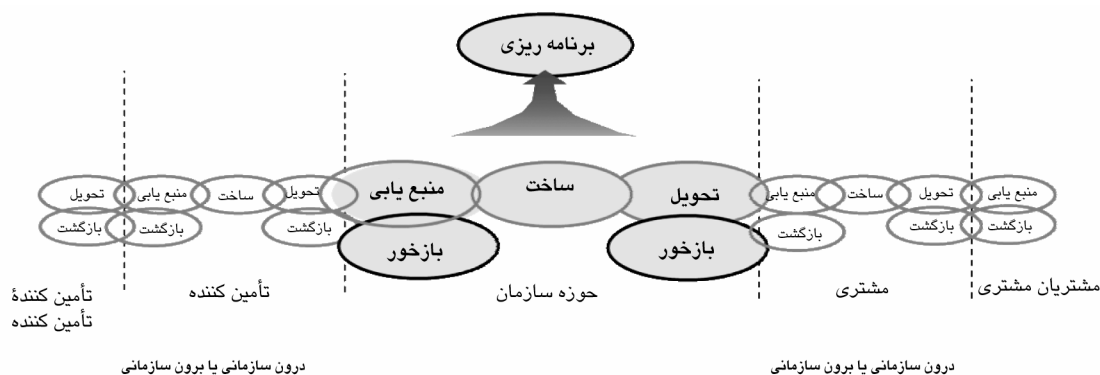 برنامه ریزی
تحویل
منبع یابی
ساخت
تحویل
منبع یابی
ساخت
تحویل
منبع یابی
ساخت
تحویل
منبع یابی
بازگشت
بازگشت
بازگشت
بازخور
بازخور
بازگشت
بازگشت
بازگشت
تأمین کنندۀ
تأمین کننده
تأمین کننده
حوزه سازمان
مشتری
مشتریان مشتری
درون سازمانی یا برون سازمانی
درون سازمانی یا برون سازمانی